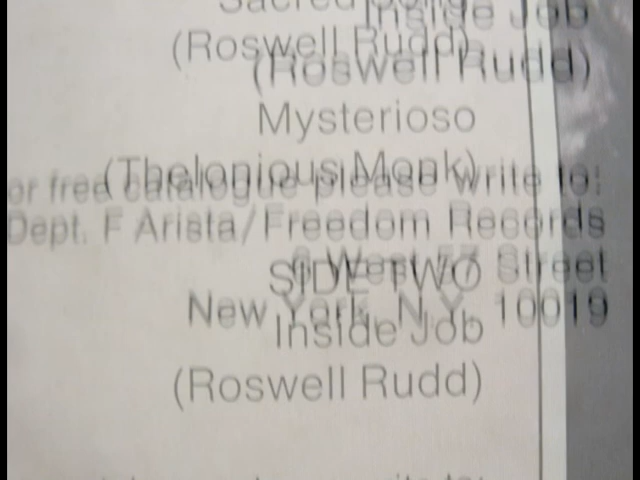 Sacred Song
Inside Job
(Roswell Rudd)
(Roswell Rudd)
Mysterioso
(Thelonious Monk)
or free catalogue please write to:
Dept. F Arista/Freedom Records
6 West 57 Street
SIDE TWO
New York, N.Y. 10019
Inside Job
(Roswell Rudd)